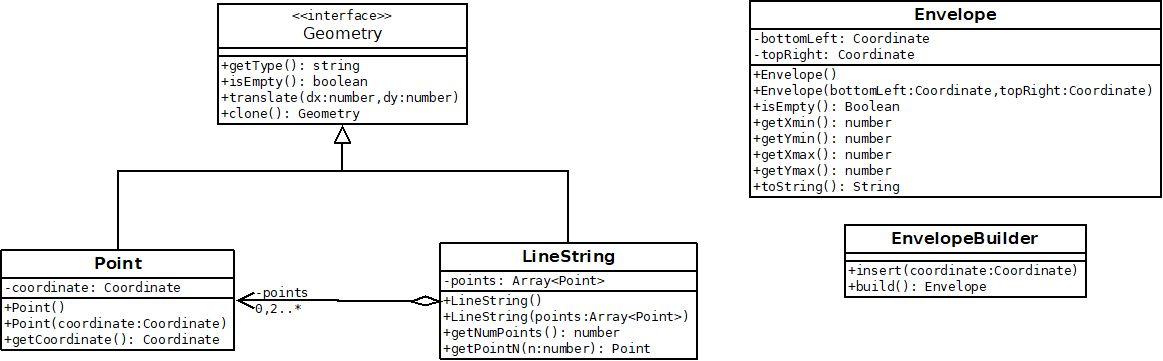 <<interface>>
Geometry
+getType(): string
+isEmpty(): boolean
+translate(dx:number,dy:number)
+clone(): Geometry
Envelope
-bottomLeft: Coordinate
-topRight: Coordinate
+Envelope()
+Envelope(bottomLeft:Coordinate,topRight:Coordinate)
+isEmpty(): Boolean
+getXmin(): number
+getYmin(): number
+getXmax(): number
+getYmax(): number
+toString(): String
Point
-coordinate: Coordinate
+Point()
+Point(coordinate:Coordinate)
+getCoordinate(): Coordinate
-points
0,2..*
LineString
-points: Array<Point>
+LineString()
+LineString(points:Array<Point>)
+getNumPoints(): number
+getPointN(n:number): Point
EnvelopeBuilder
+insert(coordinate:Coordinate)
+build(): Envelope